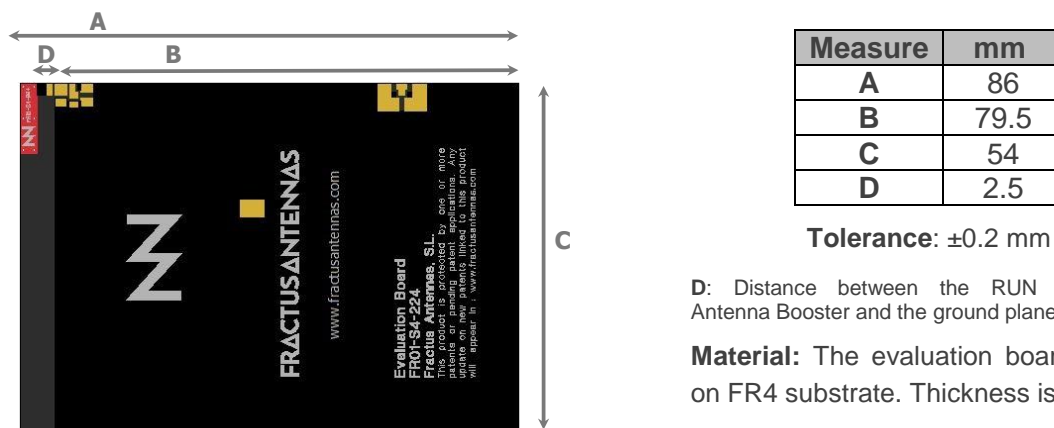 A
D
B
C
FRACTUSANTENNAS
www.fractusantennas.com
Evaluation Board
FR01-S4-224
Fractus Antennas, S.L.
This product is protected by one or more
patents or pending patent applications. Any
update on new patents linked to this product
will appear in : www.fractusantennas.com
Measure mm
A 86
B 79.5
C 54
D 2.5
Tolerance: ±0.2 mm
D: Distance between the RUN
Antenna Booster and the ground plane
Material: The evaluation boar
on FR4 substrate. Thickness is